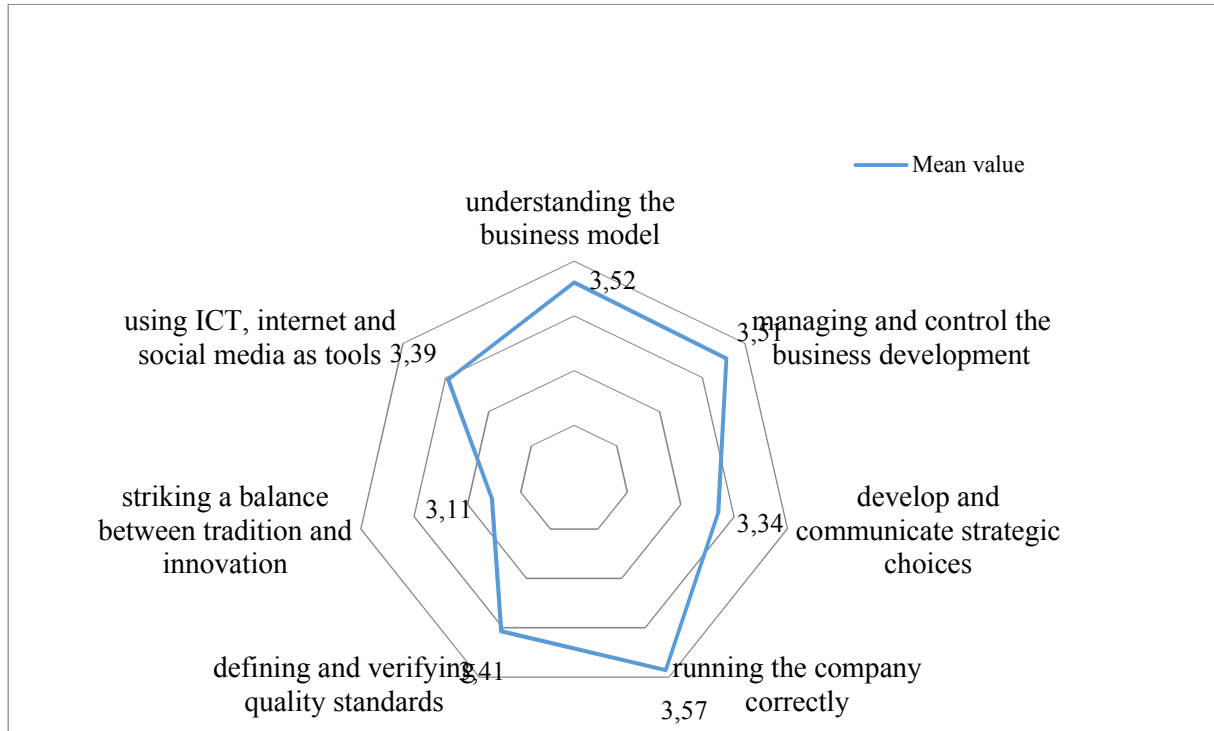 Mean value
understanding the
business model
3,52
using ICT, internet and
social media as tools
3,39
3,51
managing and control the
business development
striking a balance
between tradition and
innovation
3,11
3,34
develop and
communicate strategic
choices
defining and verifying
quality standards
3,41
running the company
correctly
3,57